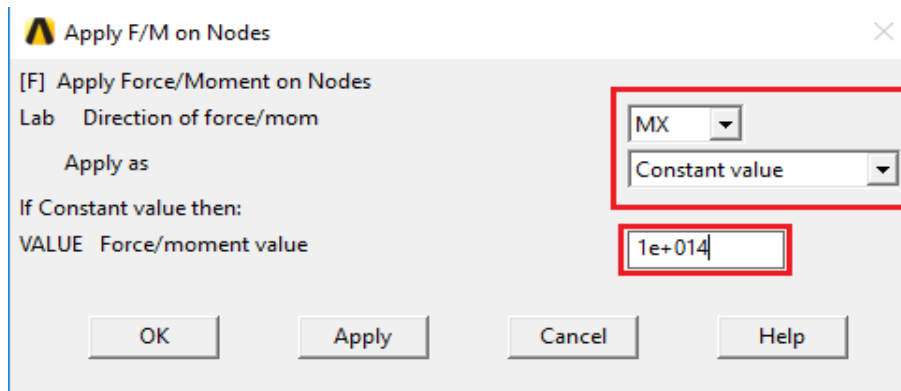 Apply F/M on Nodes
[F] Apply Force/Moment on Nodes
Lab Direction of force/mom MX
Apply as Constant value
If Constant value then:
VALUE Force/moment value 1e+014
OK Apply Cancel Help